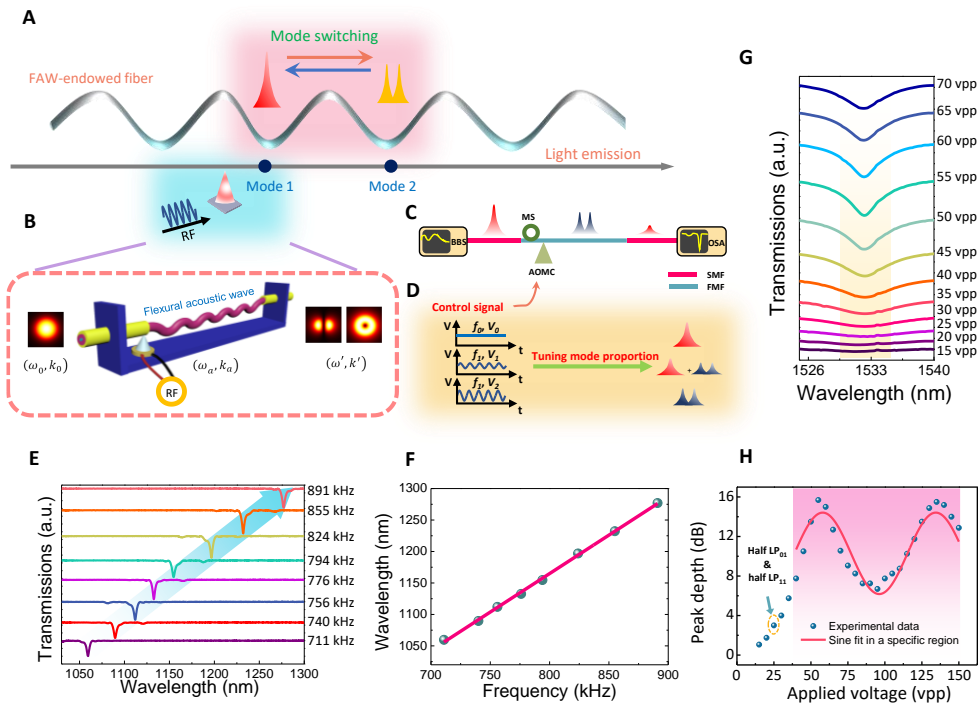 A
Mode switching
FAW-endowed fiber
Light emission
Mode 1
Mode 2
RF
B
Flexural acoustic wave
(ω₀, k₀)
(ωₐ, kₐ)
(ω′, k′)
RF
C
MS
BBS
OSA
AOMC
SMF
FMF
D
Control signal
V
f₀, V₀
t
V
f₁, V₁
t
V
f₁, V₂
t
Tuning mode proportion
+
E
Transmissions (a.u.)
891 kHz
855 kHz
824 kHz
794 kHz
776 kHz
756 kHz
740 kHz
711 kHz
1050 1100 1150 1200 1250 1300
Wavelength (nm)
F
Wavelength (nm)
1300
1250
1200
1150
1100
1050
1000
700 750 800 850 900
Frequency (kHz)
G
Transmissions (a.u.)
70 vpp
65 vpp
60 vpp
55 vpp
50 vpp
45 vpp
40 vpp
35 vpp
30 vpp
25 vpp
20 vpp
15 vpp
1526 1533 1540
Wavelength (nm)
H
Peak depth (dB)
16
12
8
4
0
Half LP₀₁
&
half LP₁₁
Experimental data
Sine fit in a specific region
0 25 50 75 100 125 150
Applied voltage (vpp)